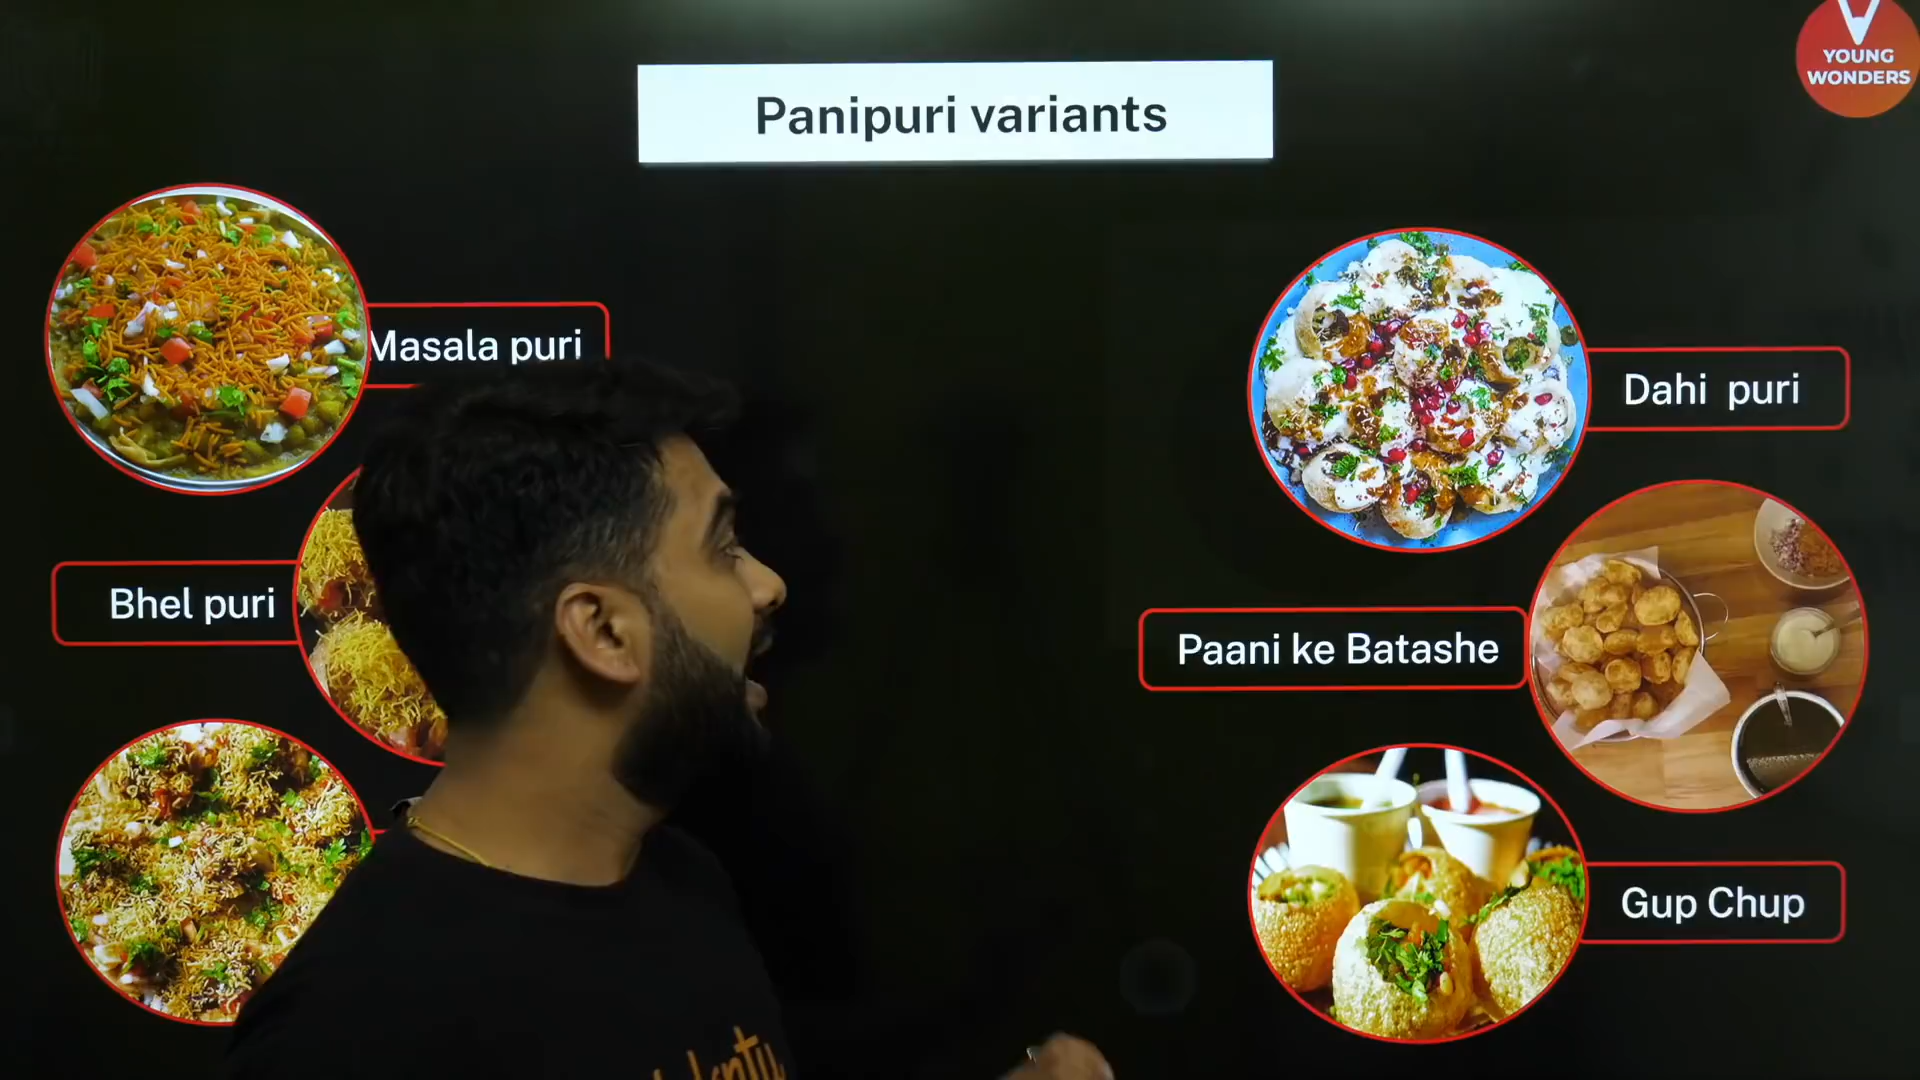 YOUNG
WONDERS
Panipuri variants
Masala puri
Dahi  puri
Bhel puri
Paani ke Batashe
Gup Chup